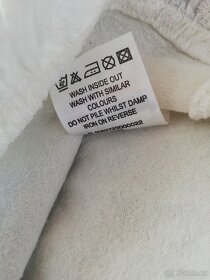 WASH INSIDE OUT
WASH WITH SIMILAR
COLOURS
DO NOT PILE WHILST DAMP
IRON ON REVERSE